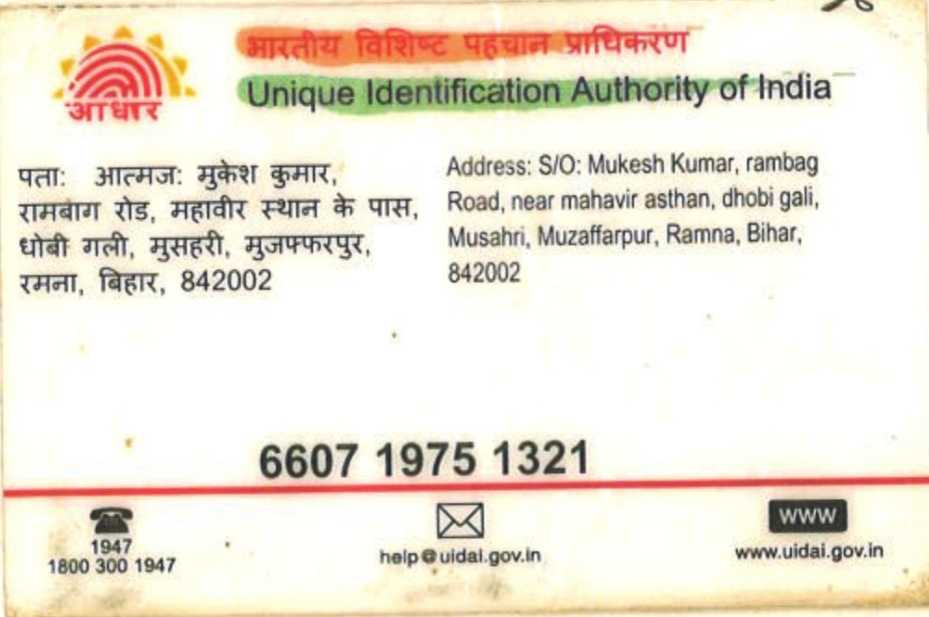 भारतीय विशिष्ट पहचान प्राधिकरण
Unique Identification Authority of India
आधार
पता: आत्मज: मुकेश कुमार,
रामबाग रोड, महावीर स्थान के पास,
धोबी गली, मुसहरी, मुजफ्फरपुर,
रमना, बिहार, 842002
Address: S/O: Mukesh Kumar, rambag
Road, near mahavir asthan, dhobi gali,
Musahri, Muzaffarpur, Ramna, Bihar,
842002
6607 1975 1321
1947
1800 300 1947
help@uidai.gov.in
www
www.uidai.gov.in